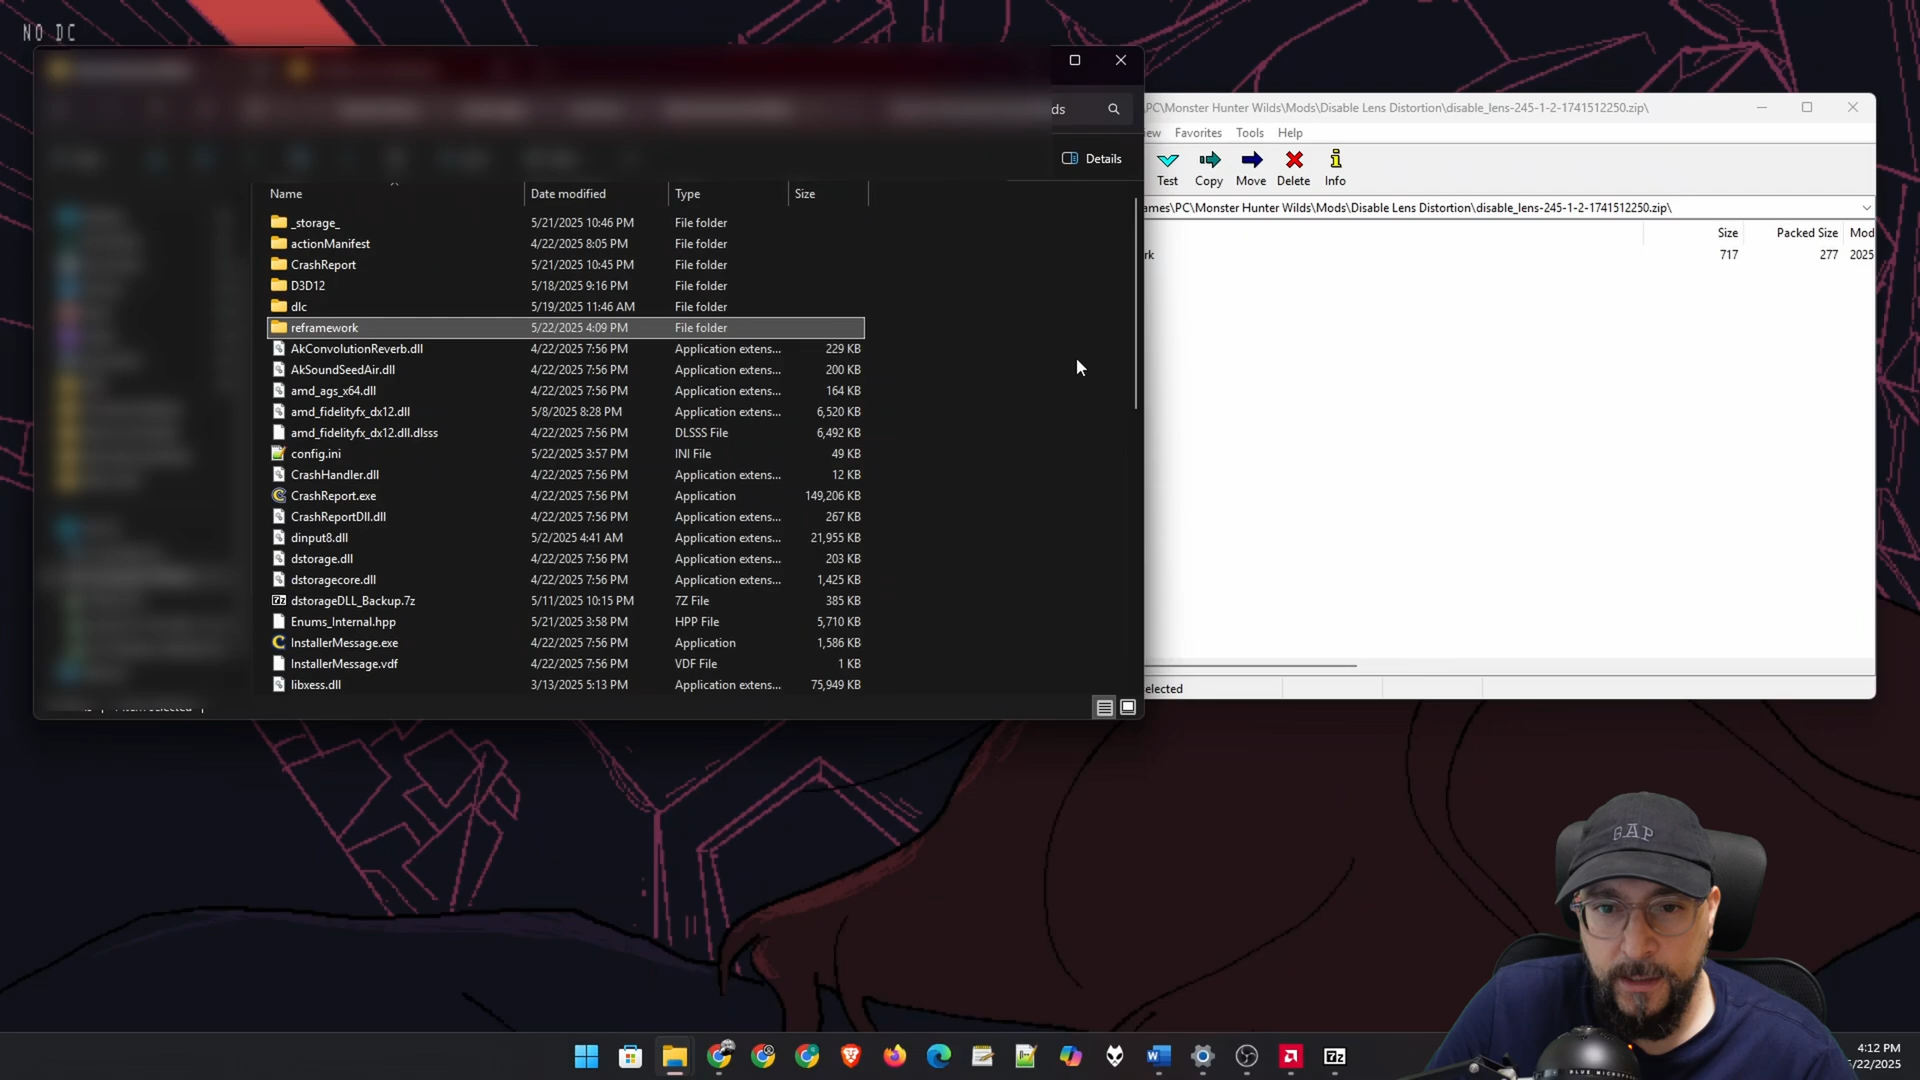 NO DC
ds
Details
Name Date modified Type Size
_storage_ 5/21/2025 10:46 PM File folder
actionManifest 4/22/2025 8:05 PM File folder
CrashReport 5/21/2025 10:45 PM File folder
D3D12 5/18/2025 9:16 PM File folder
dlc 5/19/2025 11:46 AM File folder
reframework 5/22/2025 4:09 PM File folder
AkConvolutionReverb.dll 4/22/2025 7:56 PM Application extens... 229 KB
AkSoundSeedAir.dll 4/22/2025 7:56 PM Application extens... 200 KB
amd_ags_x64.dll 4/22/2025 7:56 PM Application extens... 164 KB
amd_fidelityfx_dx12.dll 5/8/2025 8:28 PM Application extens... 6,520 KB
amd_fidelityfx_dx12.dll.dlsss 4/22/2025 7:56 PM DLSSS File 6,492 KB
config.ini 5/22/2025 3:57 PM INI File 49 KB
CrashHandler.dll 4/22/2025 7:56 PM Application extens... 12 KB
CrashReport.exe 4/22/2025 7:56 PM Application 149,206 KB
CrashReportDll.dll 4/22/2025 7:56 PM Application extens... 267 KB
dinput8.dll 5/2/2025 4:41 AM Application extens... 21,955 KB
dstorage.dll 4/22/2025 7:56 PM Application extens... 203 KB
dstoragecore.dll 4/22/2025 7:56 PM Application extens... 1,425 KB
dstorageDLL_Backup.7z 5/11/2025 10:15 PM 7Z File 385 KB
Enums_Internal.hpp 5/21/2025 3:58 PM HPP File 5,710 KB
InstallerMessage.exe 4/22/2025 7:56 PM Application 1,586 KB
InstallerMessage.vdf 4/22/2025 7:56 PM VDF File 1 KB
libxess.dll 3/13/2025 5:13 PM Application extens... 75,949 KB
PC\Monster Hunter Wilds\Mods\Disable Lens Distortion\disable_lens-245-1-2-1741512250.zip\
ew Favorites Tools Help
Test Copy Move Delete Info
ames\PC\Monster Hunter Wilds\Mods\Disable Lens Distortion\disable_lens-245-1-2-1741512250.zip\
Size Packed Size Mod
rk 717 277 2025
elected
GAP
4:12 PM
/22/2025